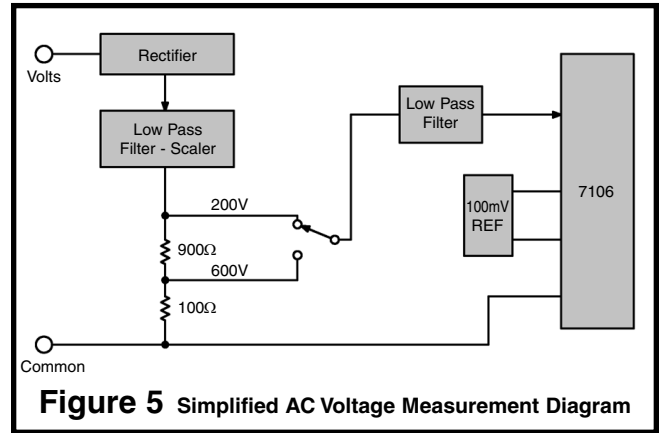 Rectifier
Volts
Low Pass
Filter - Scaler
Low Pass
Filter
200V
7106
100mV
REF
900Ω
600V
100Ω
Common
Figure 5 Simplified AC Voltage Measurement Diagram